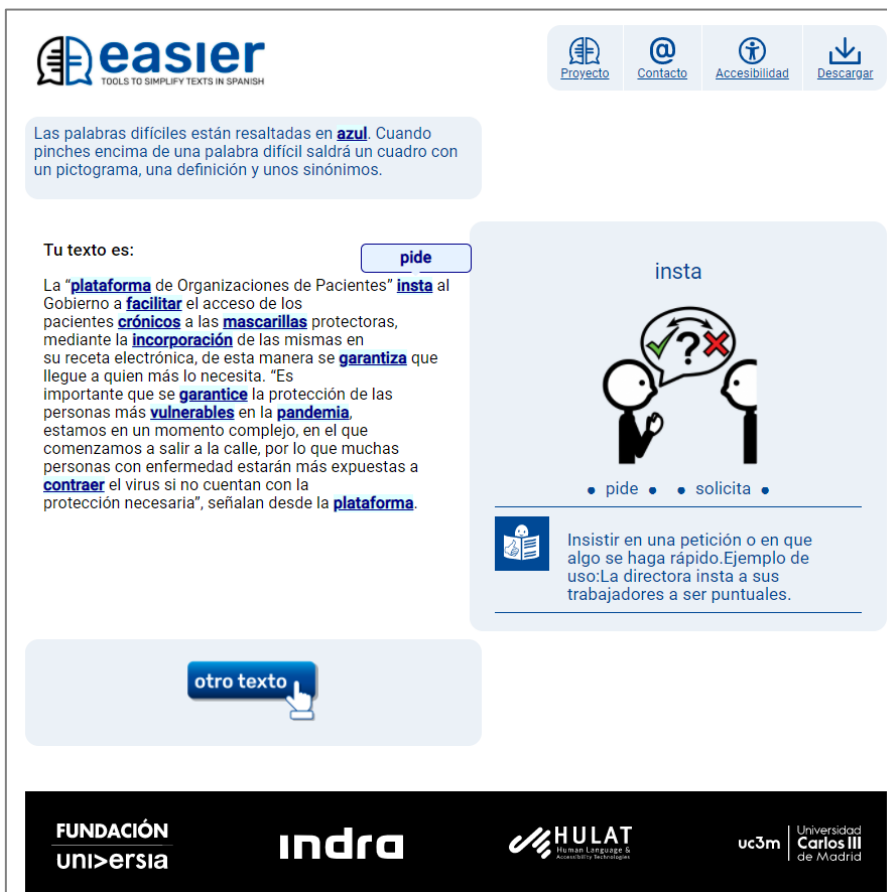 easier
TOOLS TO SIMPLIFY TEXTS IN SPANISH
Proyecto
Contacto
Accesibilidad
Descargar
Las palabras difíciles están resaltadas en azul. Cuando
pinches encima de una palabra difícil saldrá un cuadro con
un pictograma, una definición y unos sinónimos.
Tu texto es:
pide
La “plataforma de Organizaciones de Pacientes” insta al
Gobierno a facilitar el acceso de los
pacientes crónicos a las mascarillas protectoras,
mediante la incorporación de las mismas en
su receta electrónica, de esta manera se garantiza que
llegue a quien más lo necesita. “Es
importante que se garantice la protección de las
personas más vulnerables en la pandemia,
estamos en un momento complejo, en el que
comenzamos a salir a la calle, por lo que muchas
personas con enfermedad estarán más expuestas a
contraer el virus si no cuentan con la
protección necesaria”, señalan desde la plataforma.
insta
?
• pide • • solicita •
Insistir en una petición o en que
algo se haga rápido.Ejemplo de
uso:La directora insta a sus
trabajadores a ser puntuales.
otro texto
FUNDACIÓN
UNI>ERSIA
indra
HULAT
Human Language &
Accessibility Technologies
uc3m
Universidad
Carlos III
de Madrid